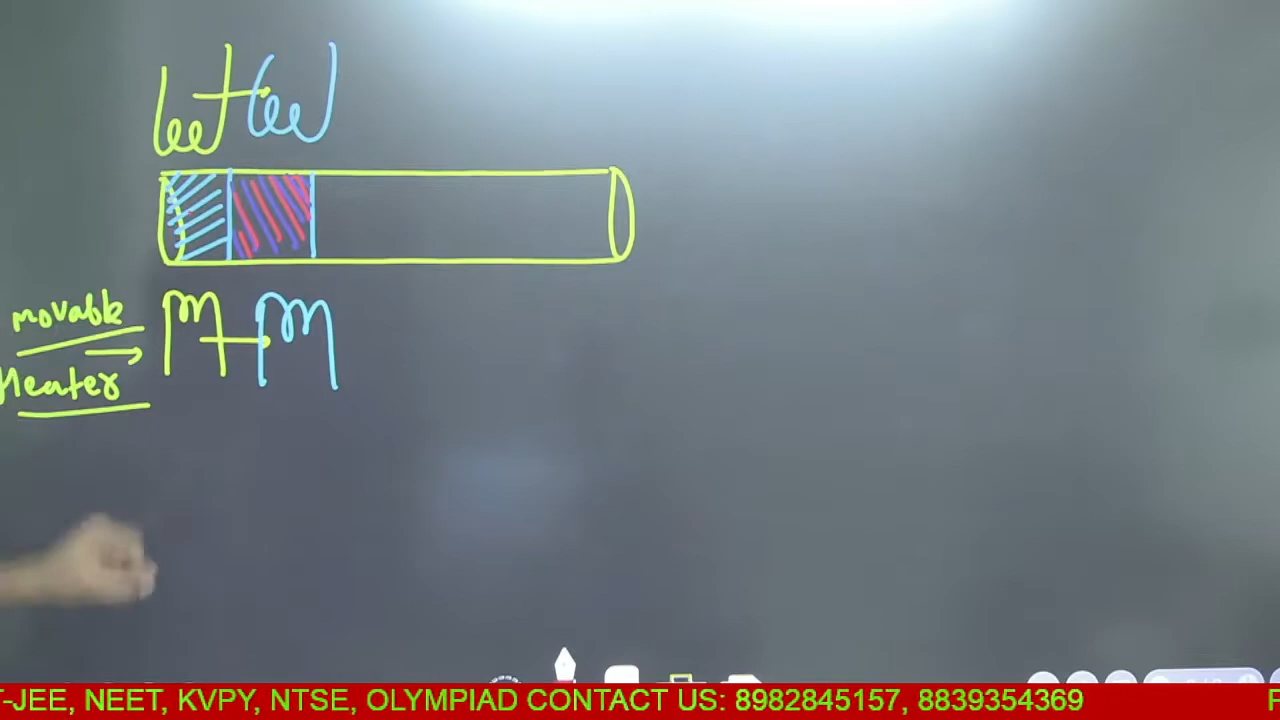 movable
Heater
T-JEE, NEET, KVPY, NTSE, OLYMPIAD CONTACT US: 8982845157, 8839354369